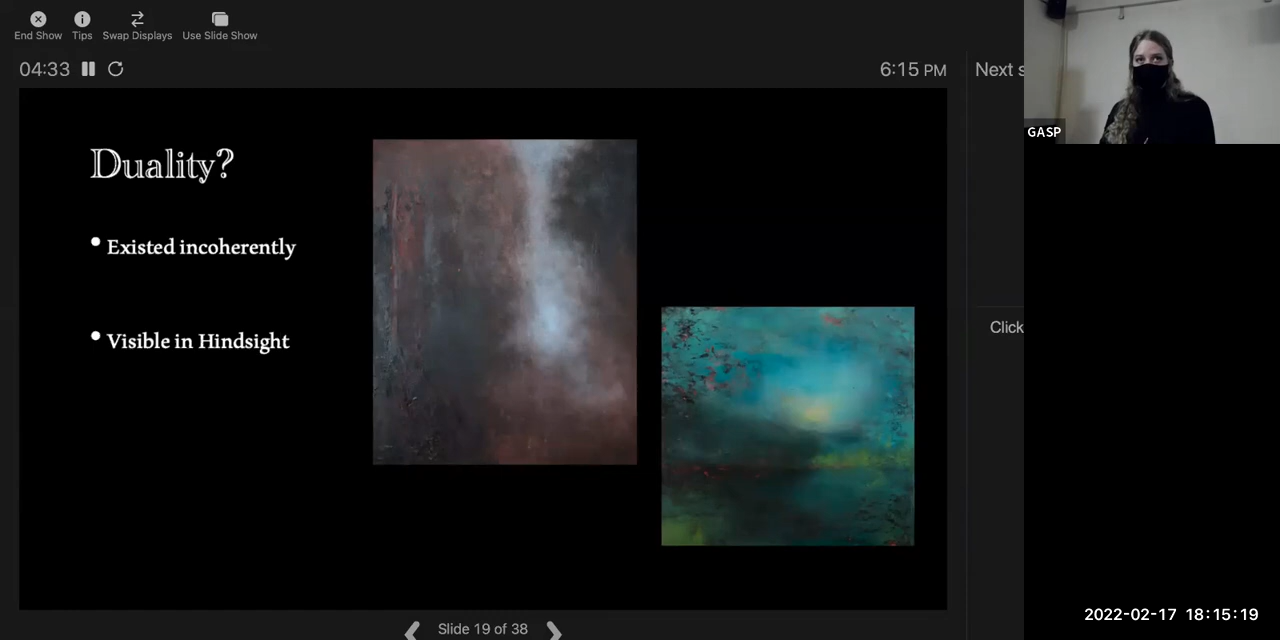 End Show Tips Swap Displays Use Slide Show
04:33 6:15 PM Next s
GASP
Duality?
• Existed incoherently
• Visible in Hindsight
Click
Slide 19 of 38
2022-02-17 18:15:19